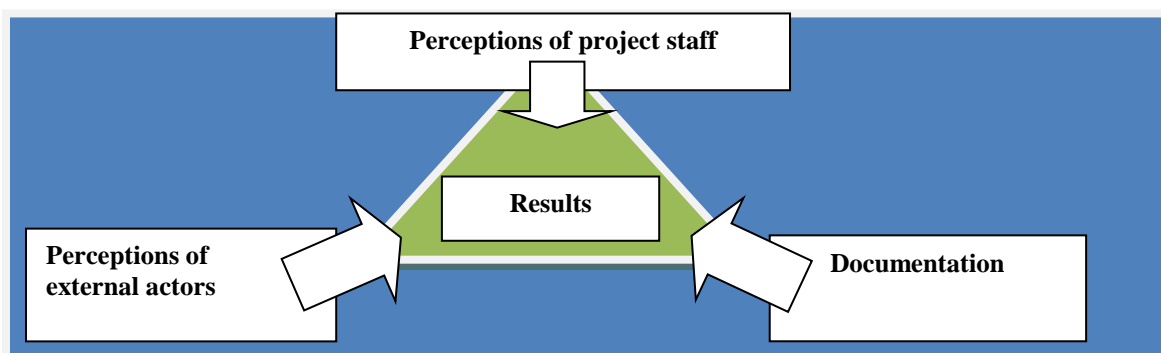 Perceptions of project staff
Results
Perceptions of
external actors
Documentation